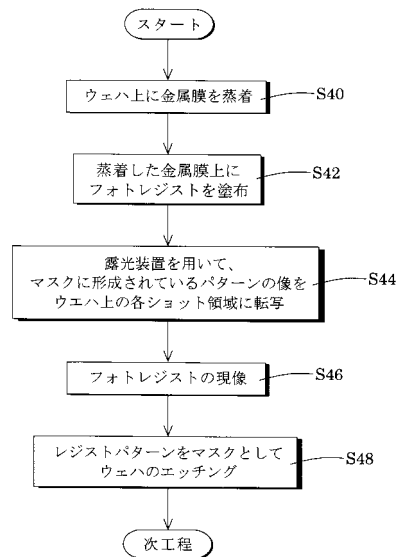 スタート
ウェハ上に金属膜を蒸着
S40
蒸着した金属膜上に
フォトレジストを塗布
S42
露光装置を用いて、
マスクに形成されているパターンの像を
ウエハ上の各ショット領域に転写
S44
フォトレジストの現像
S46
レジストパターンをマスクとして
ウェハのエッチング
S48
次工程